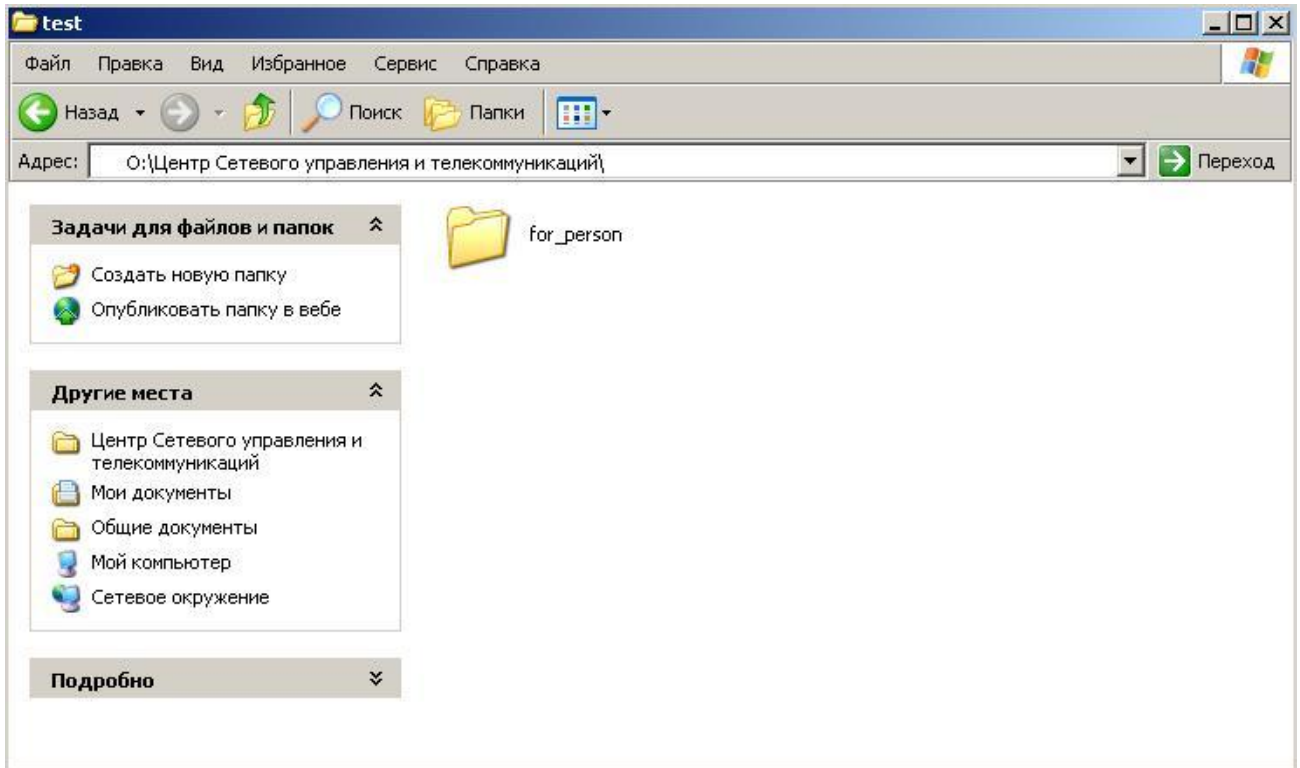 test
Файл Правка Вид Избранное Сервис Справка
Назад Поиск Папки
Адрес: O:\Центр Сетевого управления и телекоммуникаций\ Переход
Задачи для файлов и папок
Создать новую папку
Опубликовать папку в вебе
Другие места
Центр Сетевого управления и
телекоммуникаций
Мои документы
Общие документы
Мой компьютер
Сетевое окружение
Подробно
for_person